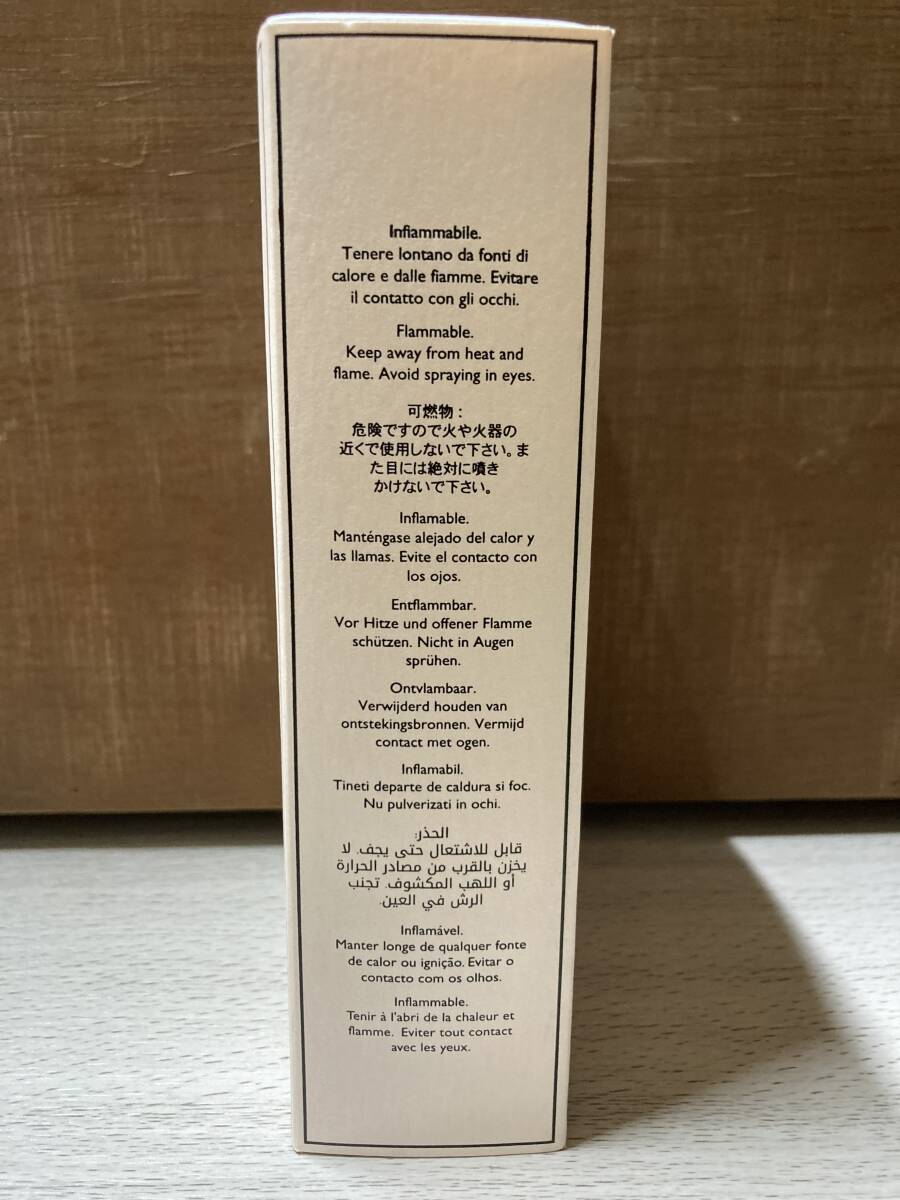 Infiammabile.
Tenere lontano da fonti di
calore e dalle fiamme. Evitare
il contatto con gli occhi.
Flammable.
Keep away from heat and
flame. Avoid spraying in eyes.
可燃物：
危険ですので火や火器の
近くで使用しないで下さい。ま
た目には絶対に噴き
かけないで下さい。
Inflamable.
Manténgase alejado del calor y
las llamas. Evite el contacto con
los ojos.
Entflammbar.
Vor Hitze und offener Flamme
schützen. Nicht in Augen
sprühen.
Ontvlambaar.
Verwijderd houden van
ontstekingsbronnen. Vermijd
contact met ogen.
Inflamabil.
Tineti departe de caldura si foc.
Nu pulverizati in ochi.
الحذر:
قابل للاشتعال حتى يجف. لا
يخزن بالقرب من مصادر الحرارة
أو اللهب المكشوف. تجنب
الرش في العين.
Inflamável.
Manter longe de qualquer fonte
de calor ou ignição. Evitar o
contacto com os olhos.
Inflammable.
Tenir à l'abri de la chaleur et
flamme. Eviter tout contact
avec les yeux.